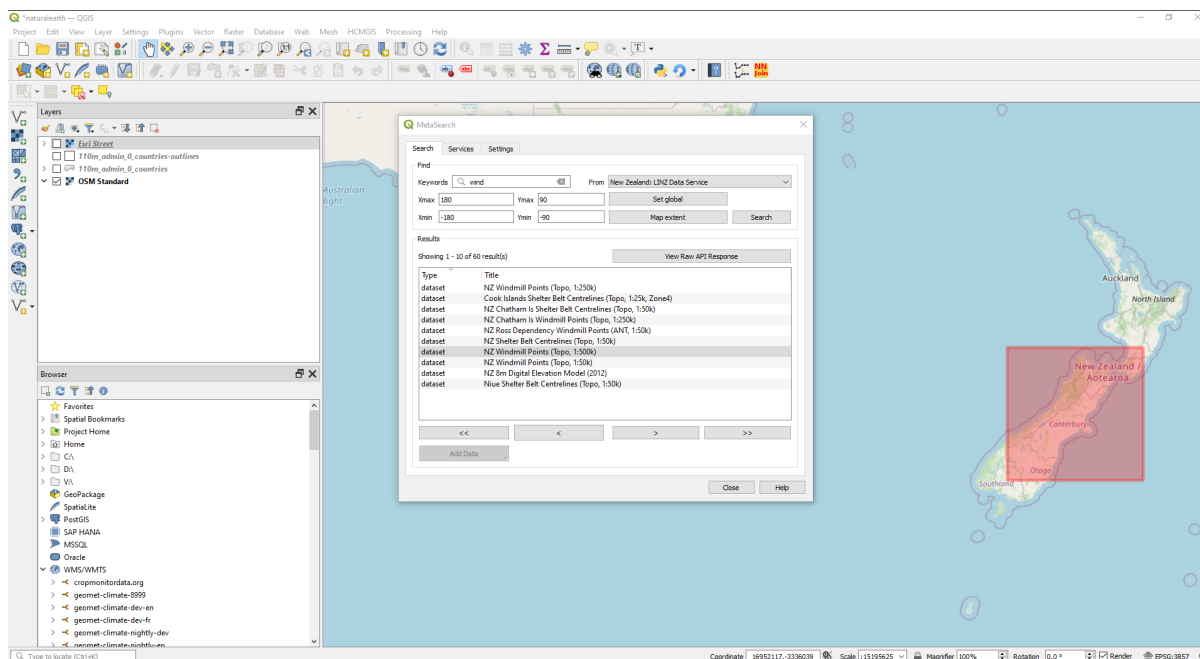 *naturalearth — QGIS
Project Edit View Layer Settings Plugins Vector Raster Database Web Mesh HCMGIS Processing Help
NN
Join
Layers
Esri Street
110m_admin_0_countries-outlines
110m_admin_0_countries
OSM Standard
Browser
Favorites
Spatial Bookmarks
Project Home
Home
C:\
D:\
V:\
GeoPackage
SpatiaLite
PostGIS
SAP HANA
MSSQL
Oracle
WMS/WMTS
cropmonitordata.org
geomet-climate-8999
geomet-climate-dev-en
geomet-climate-dev-fr
geomet-climate-nightly-dev
geomet-climate-nightly-en
Australian
Bight
MetaSearch
Search Services Settings
Find
Keywords wind From New Zealand: LINZ Data Service
Xmax 180 Ymax 90 Set global
Xmin -180 Ymin -90 Map extent Search
Results
Showing 1 - 10 of 60 result(s) View Raw API Response
Type Title
dataset NZ Windmill Points (Topo, 1:250k)
dataset Cook Islands Shelter Belt Centrelines (Topo, 1:25k, Zone4)
dataset NZ Chatham Is Shelter Belt Centrelines (Topo, 1:50k)
dataset NZ Chatham Is Windmill Points (Topo, 1:250k)
dataset NZ Ross Dependency Windmill Points (ANT, 1:50k)
dataset NZ Shelter Belt Centrelines (Topo, 1:50k)
dataset NZ Windmill Points (Topo, 1:500k)
dataset NZ Windmill Points (Topo, 1:50k)
dataset NZ 8m Digital Elevation Model (2012)
dataset Niue Shelter Belt Centrelines (Topo, 1:50k)
<< < > >>
Add Data
Close Help
Auckland
North Island
New Zealand /
Aotearoa
Canterbury
Otago
Southland
Type to locate (Ctrl+K) Coordinate 16952117,-3336039 Scale :15195625 Magnifier 100% Rotation 0.0 ° Render EPSG:3857